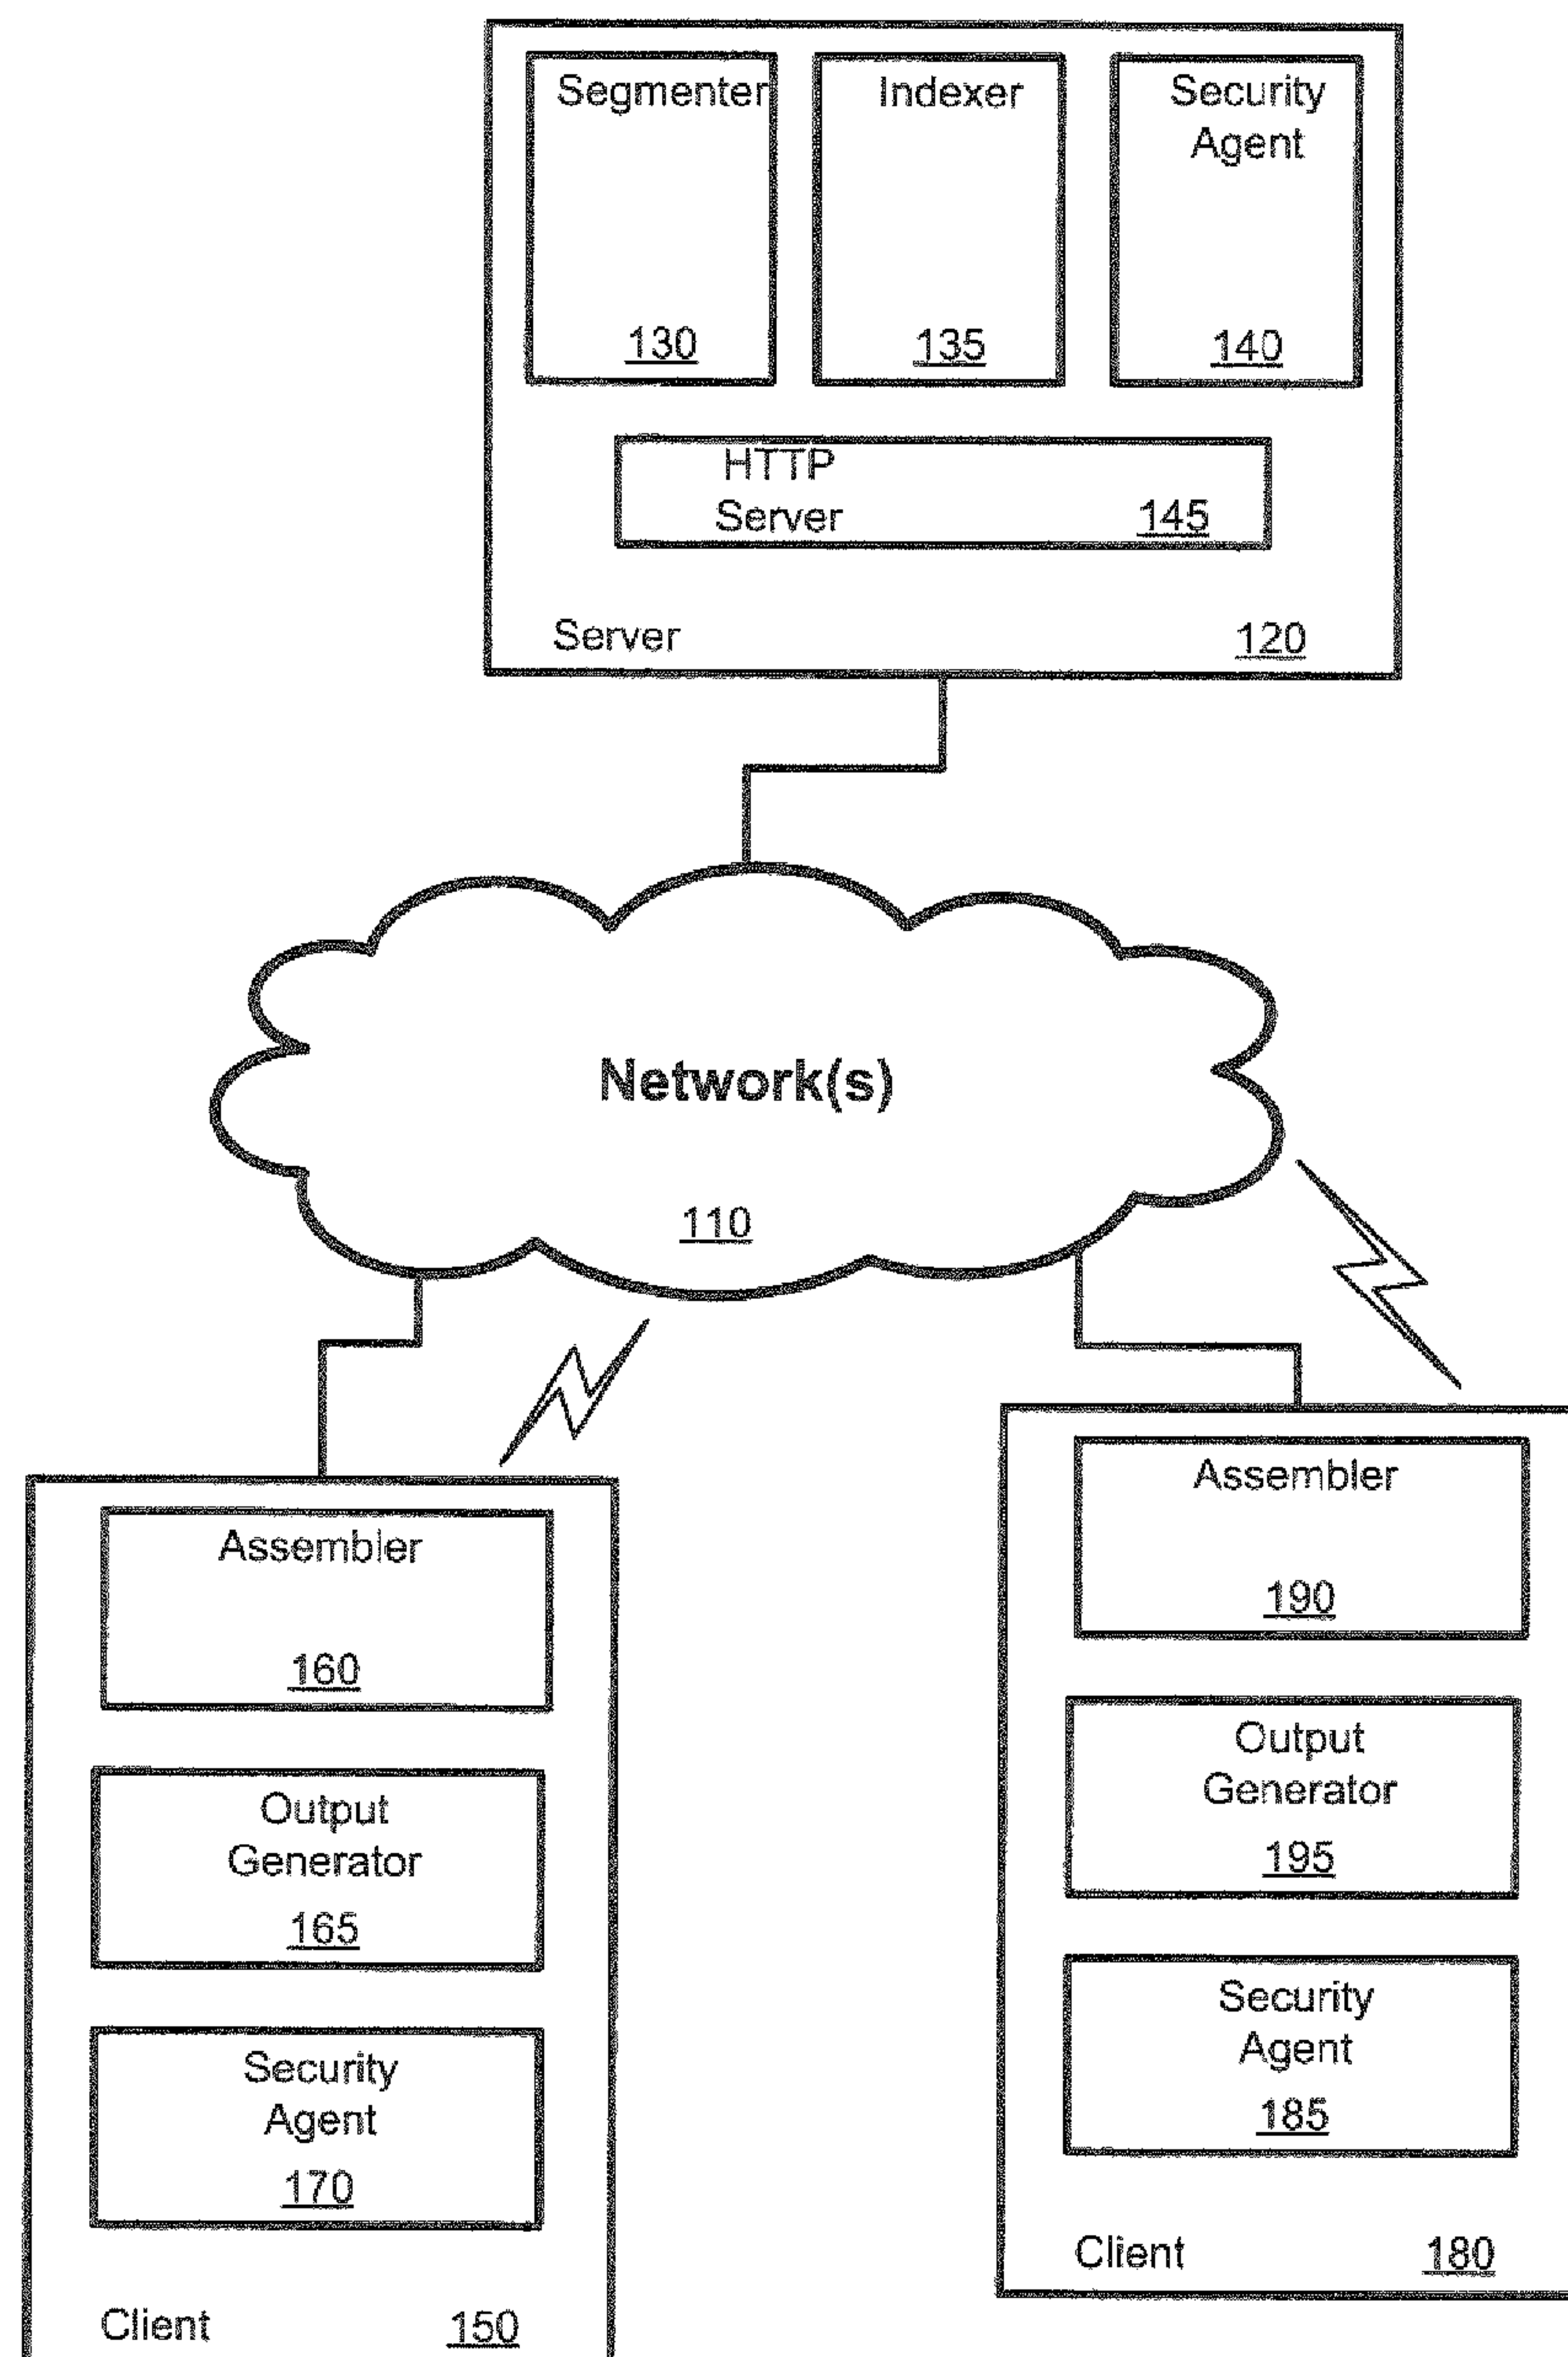 Segmenter
130
Indexer
135
Security
Agent
140
HTTP
Server
145
Server
120
Network(s)
110
Assembler
160
Output
Generator
165
Security
Agent
170
Client
150
Assembler
190
Output
Generator
195
Security
Agent
185
Client
180